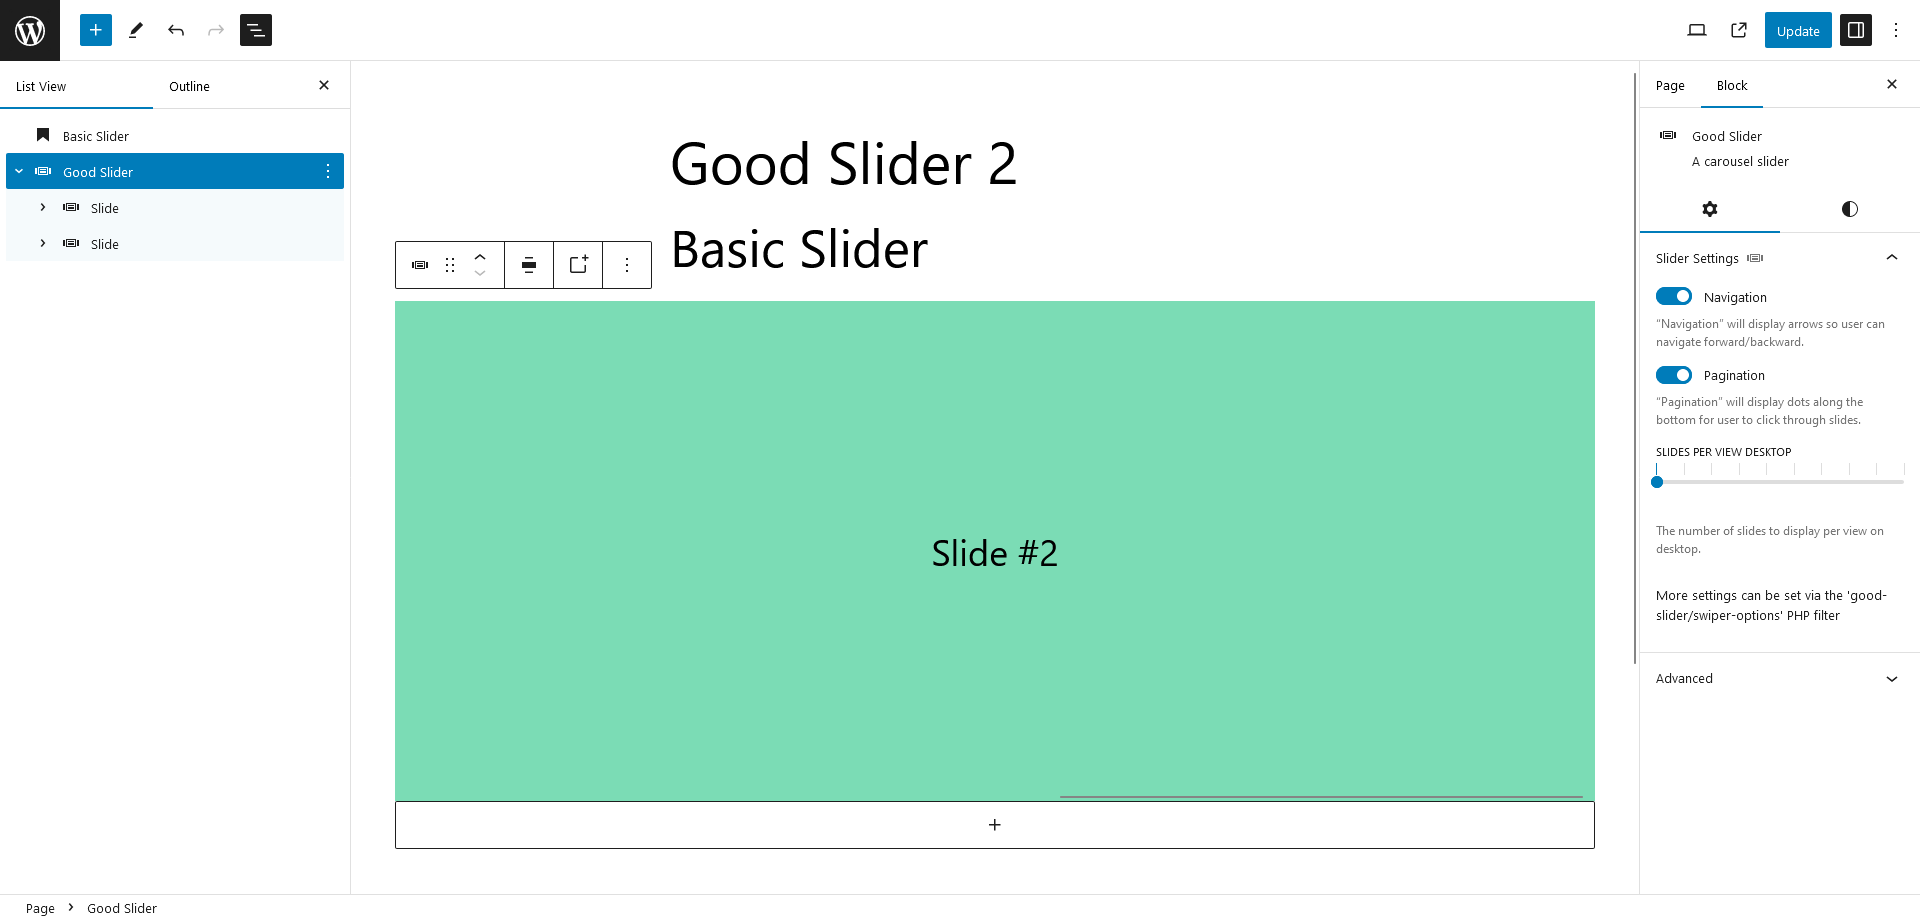 Update
List View
Outline
Basic Slider
Good Slider
Slide
Slide
Good Slider 2
Basic Slider
Slide #2
Page
Block
Good Slider
A carousel slider
Slider Settings
Navigation
“Navigation” will display arrows so user can
navigate forward/backward.
Pagination
“Pagination” will display dots along the
bottom for user to click through slides.
SLIDES PER VIEW DESKTOP
The number of slides to display per view on
desktop.
More settings can be set via the 'good-
slider/swiper-options' PHP filter
Advanced
Page
Good Slider